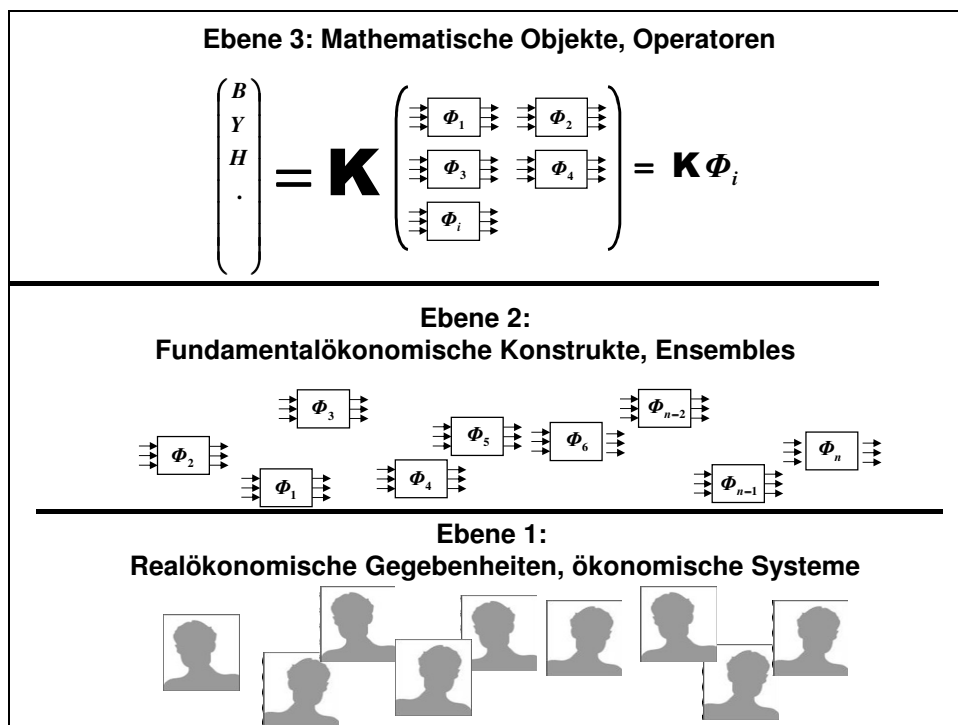 Ebene 3: Mathematische Objekte, Operatoren
B
Y
H
.
= K
Φ1 Φ2
Φ3 Φ4
Φi
= K Φi
Ebene 2:
Fundamentalökonomische Konstrukte, Ensembles
Φ3 Φn−2
Φ2 Φ5 Φ6 Φn
Φ1 Φ4 Φn−1
Ebene 1:
Realökonomische Gegebenheiten, ökonomische Systeme